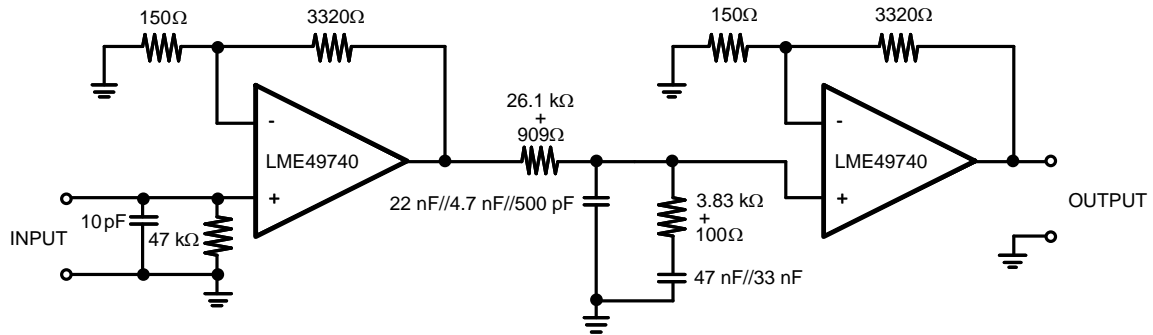 150Ω
3320Ω
150Ω
3320Ω
26.1 kΩ
+
909Ω
-
LME49740
+
-
LME49740
+
22 nF//4.7 nF//500 pF
3.83 kΩ
+
100Ω
47 nF//33 nF
INPUT
10pF
47 kΩ
OUTPUT